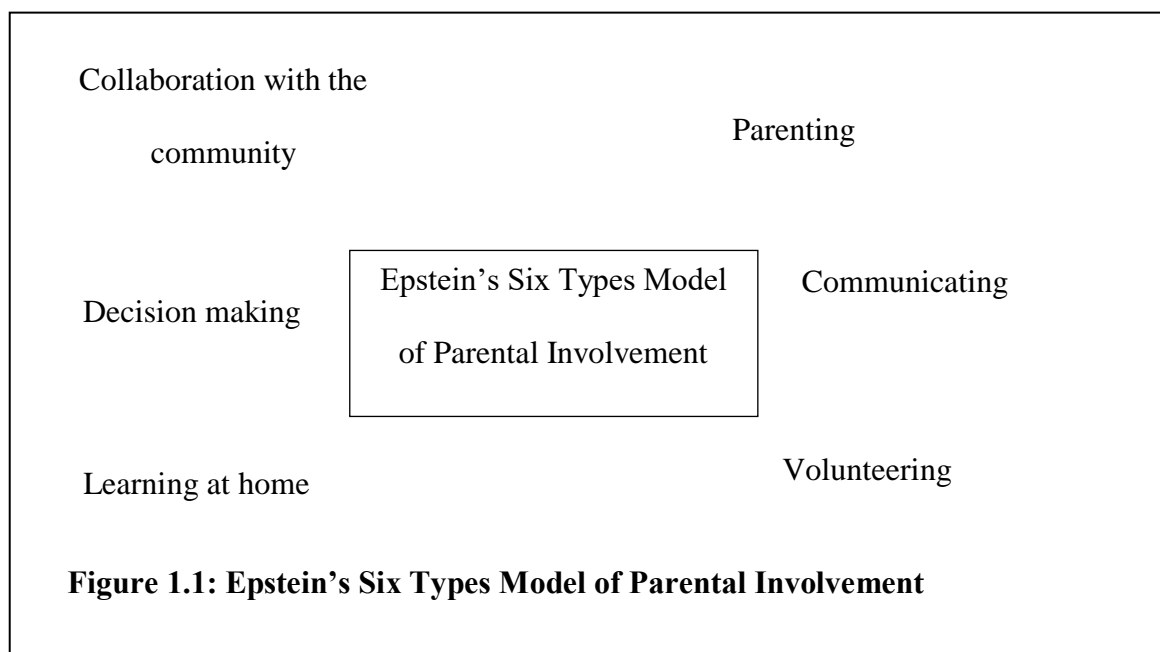 Collaboration with the
community
Parenting
Epstein’s Six Types Model
of Parental Involvement
Communicating
Decision making
Learning at home
Volunteering
Figure 1.1: Epstein’s Six Types Model of Parental Involvement